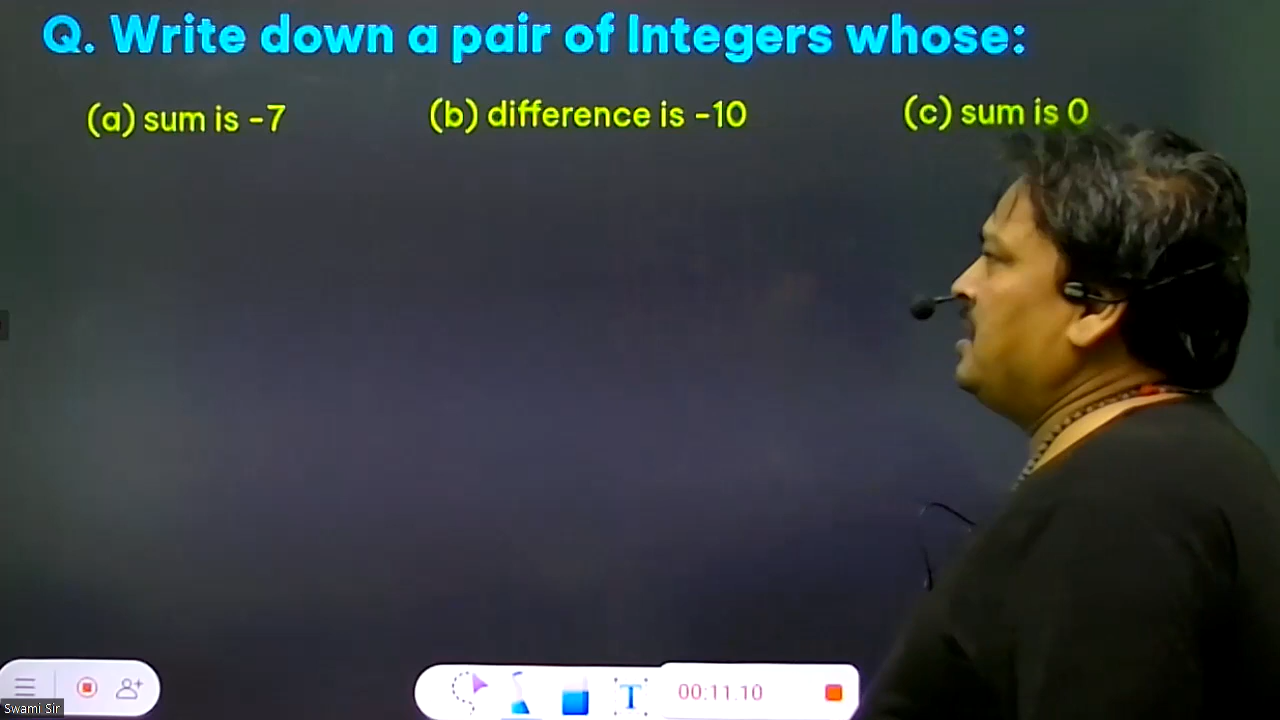 Q. Write down a pair of Integers whose:
(a) sum is -7 (b) difference is -10 (c) sum is 0
T 00:11.10
Swami Sir